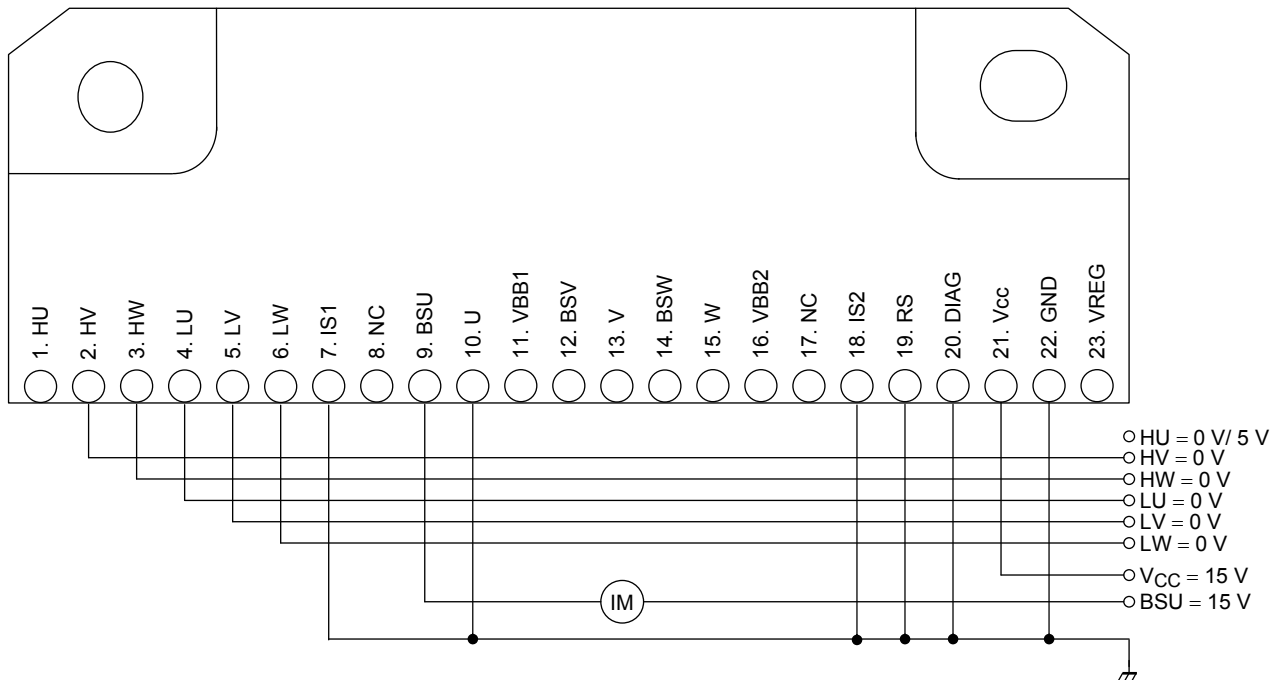 1. HU
2. HV
3. HW
4. LU
5. LV
6. LW
7. IS1
8. NC
9. BSU
10. U
11. VBB1
12. BSV
13. V
14. BSW
15. W
16. VBB2
17. NC
18. IS2
19. RS
20. DIAG
21. Vcc
22. GND
23. VREG
HU = 0 V/ 5 V
HV = 0 V
HW = 0 V
LU = 0 V
LV = 0 V
LW = 0 V
VCC = 15 V
IM
BSU = 15 V